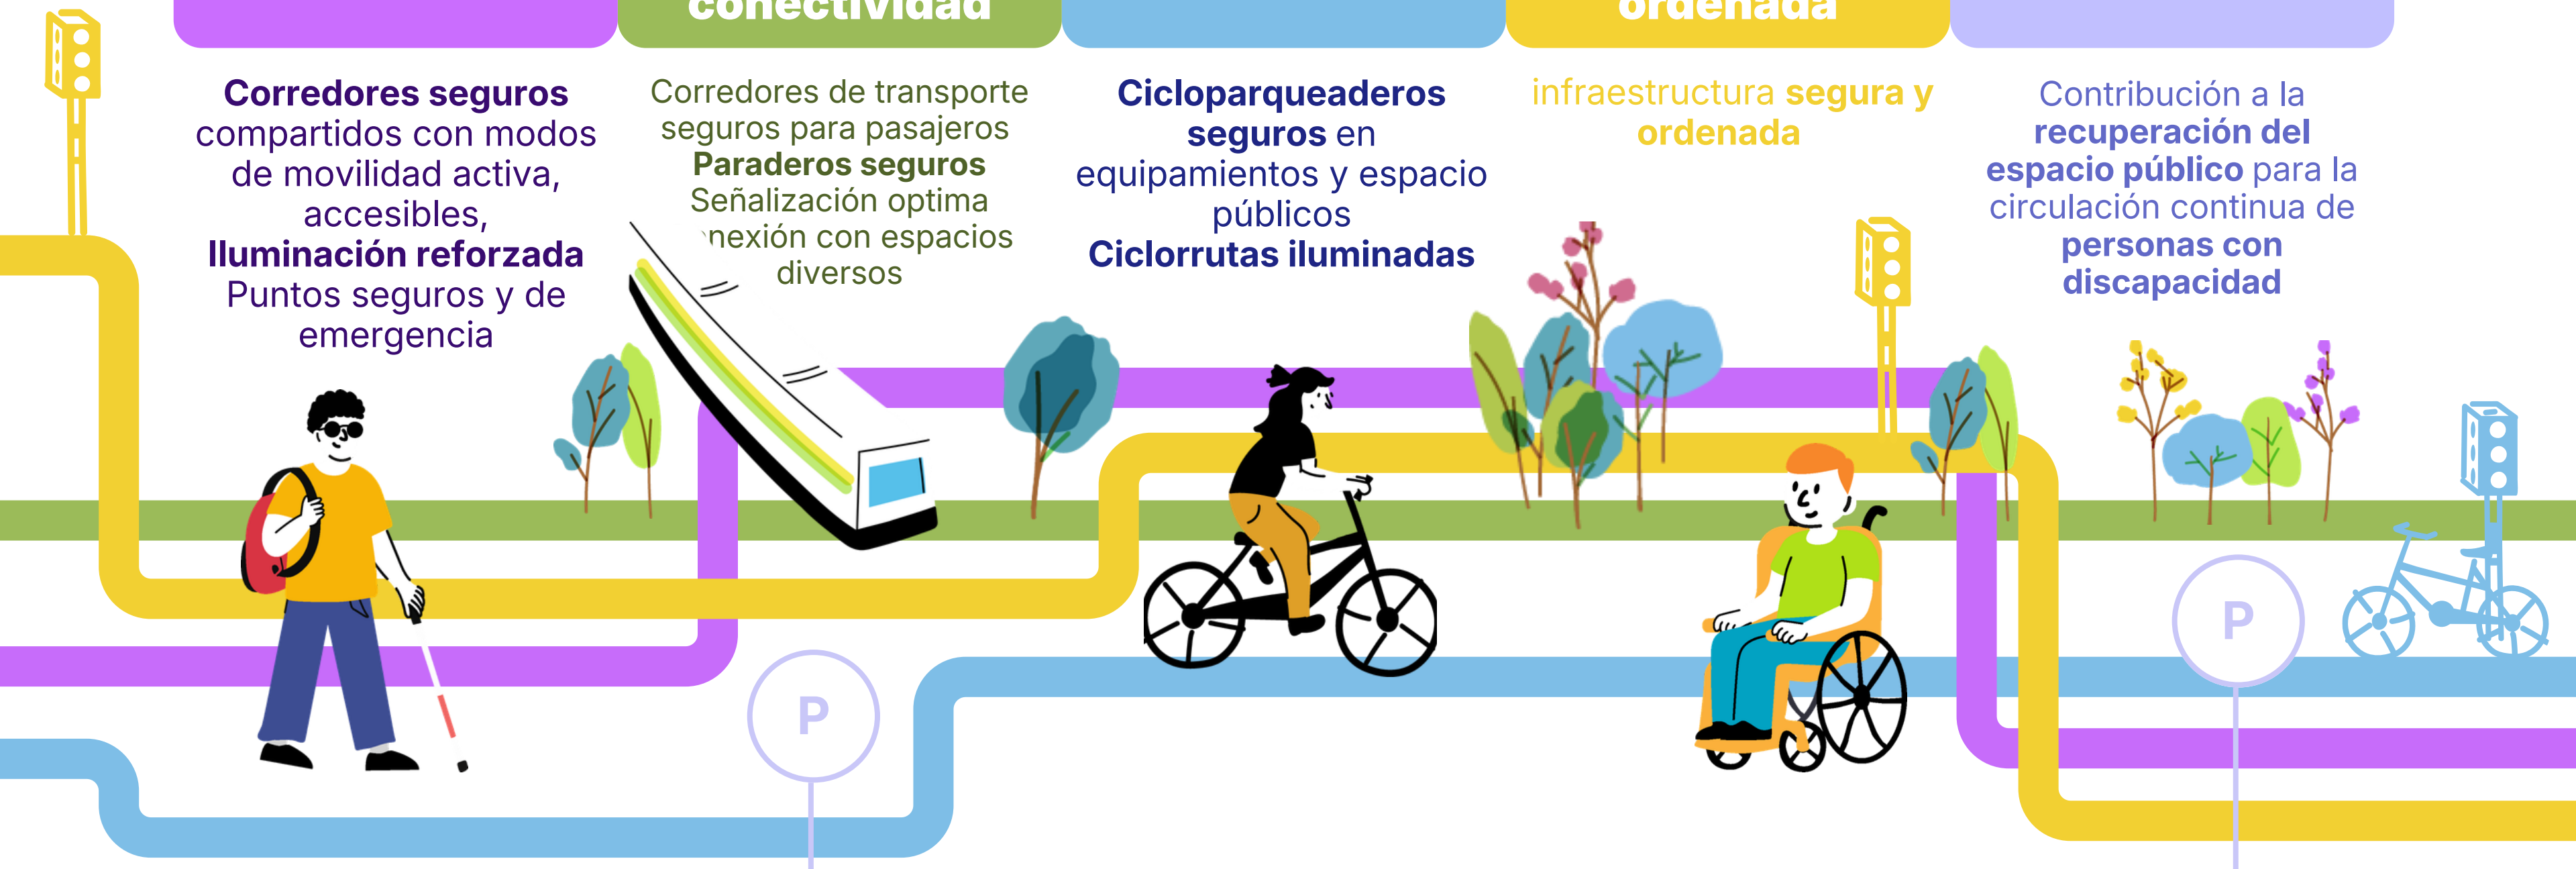 conectividad
ordenada
Corredores seguros
compartidos con modos
de movilidad activa,
accesibles,
Iluminación reforzada
Puntos seguros y de
emergencia
Corredores de transporte
seguros para pasajeros
Paraderos seguros
Señalización optima
nexión con espacios
diversos
Cicloparqueaderos
seguros en
equipamientos y espacio
públicos
Ciclorrutas iluminadas
infraestructura segura y
ordenada
Contribución a la
recuperación del
espacio público para la
circulación continua de
personas con
discapacidad
P
P